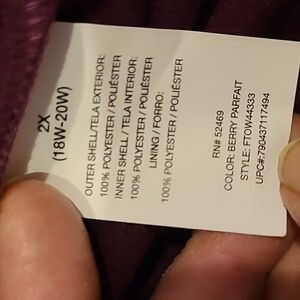 2X
(18W-20W)
OUTER SHELL/TELA EXTERIOR:
100% POLYESTER / POLIÉSTER
INNER SHELL / TELA INTERIOR:
100% POLYESTER / POLIÉSTER
LINING / FORRO:
100% POLYESTER / POLIÉSTER
RN# 52469
COLOR: BERRY PARFAIT
STYLE: FTOW44333
UPC#:790437117494